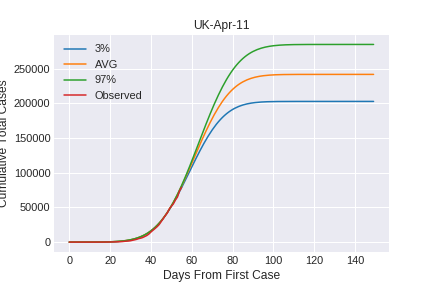 UK-Apr-11
3%
AVG
97%
Observed
250000
200000
150000
100000
50000
0
Cumulative Total Cases
0 20 40 60 80 100 120 140
Days From First Case